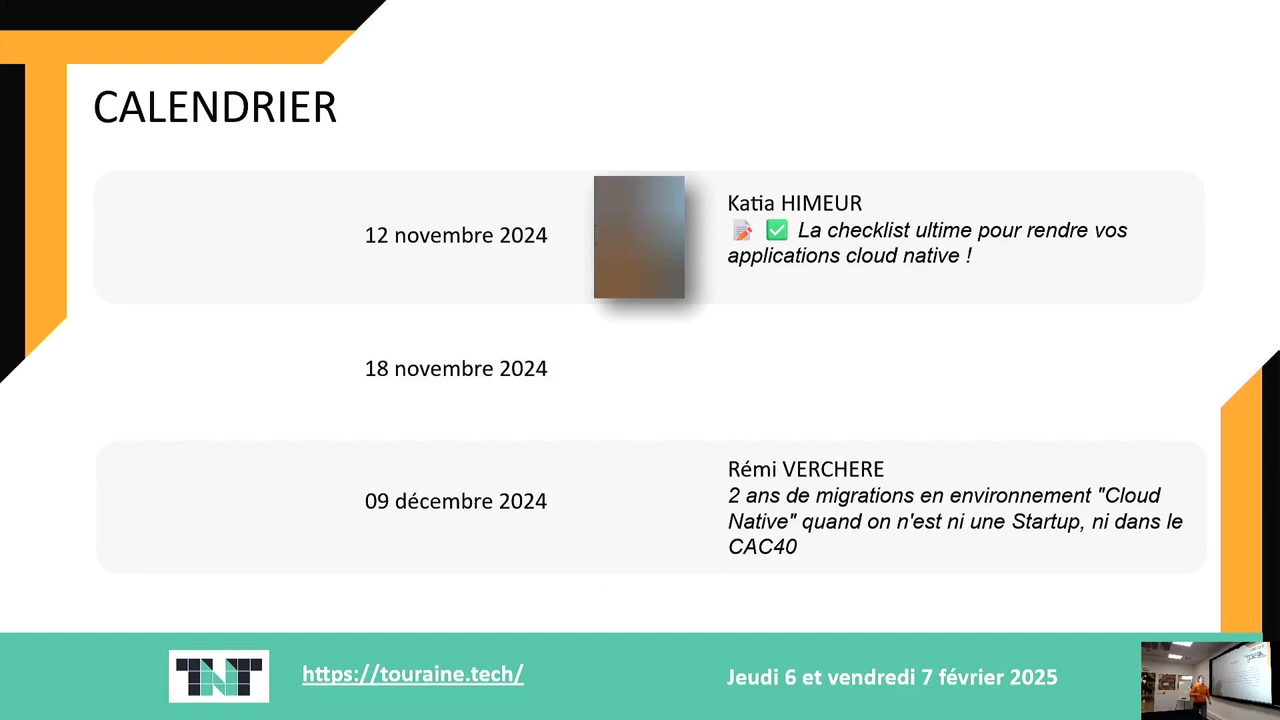 CALENDRIER
12 novembre 2024
Katia HIMEUR
📝 ✅ La checklist ultime pour rendre vos
applications cloud native !
18 novembre 2024
09 décembre 2024
Rémi VERCHERE
2 ans de migrations en environnement "Cloud
Native" quand on n'est ni une Startup, ni dans le
CAC40
TNT
https://touraine.tech/
Jeudi 6 et vendredi 7 février 2025